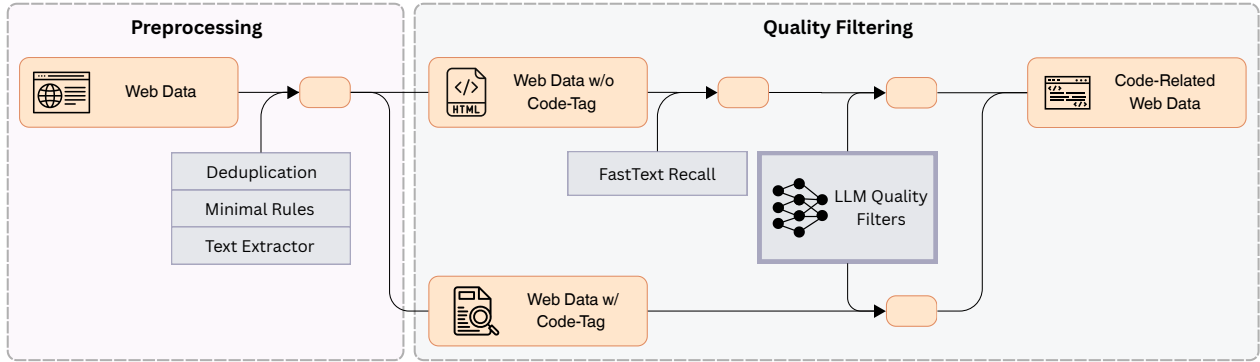 Preprocessing
Web Data
Deduplication
Minimal Rules
Text Extractor
Quality Filtering
</>
HTML
Web Data w/o
Code-Tag
FastText Recall
LLM Quality
Filters
Web Data w/
Code-Tag
</>
Code-Related
Web Data